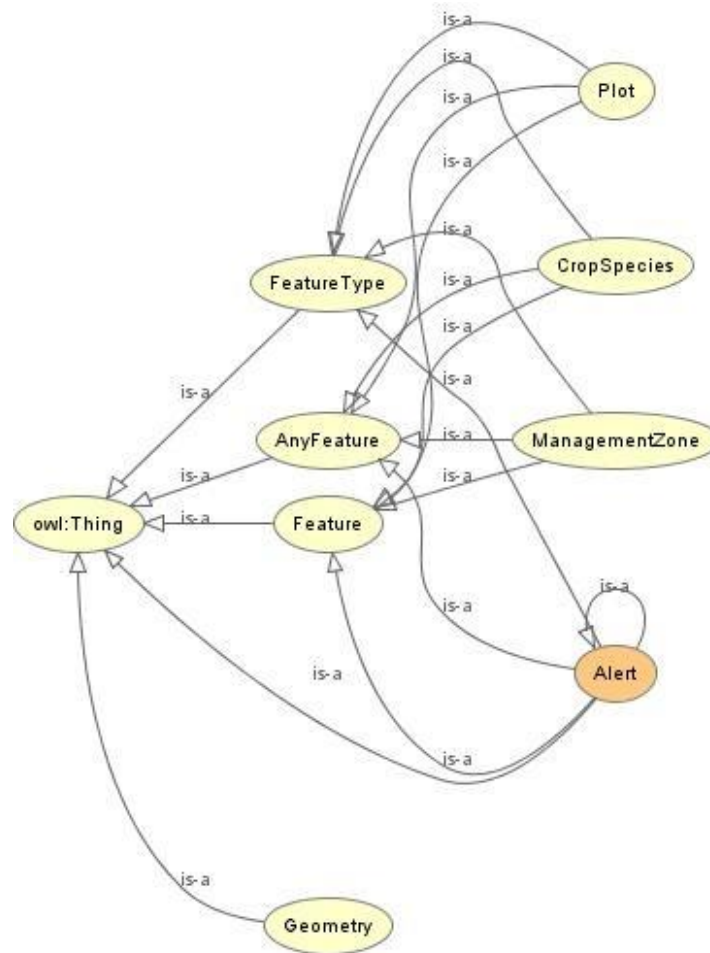 is-a
is-a
Plot
is-a
is-a
is-a
CropSpecies
FeatureType
is-a
is-a
is-a
is-a
AnyFeature
is-a
ManagementZone
is-a
is-a
owl:Thing
is-a
Feature
is-a
is-a
is-a
Alert
is-a
is-a
Geometry